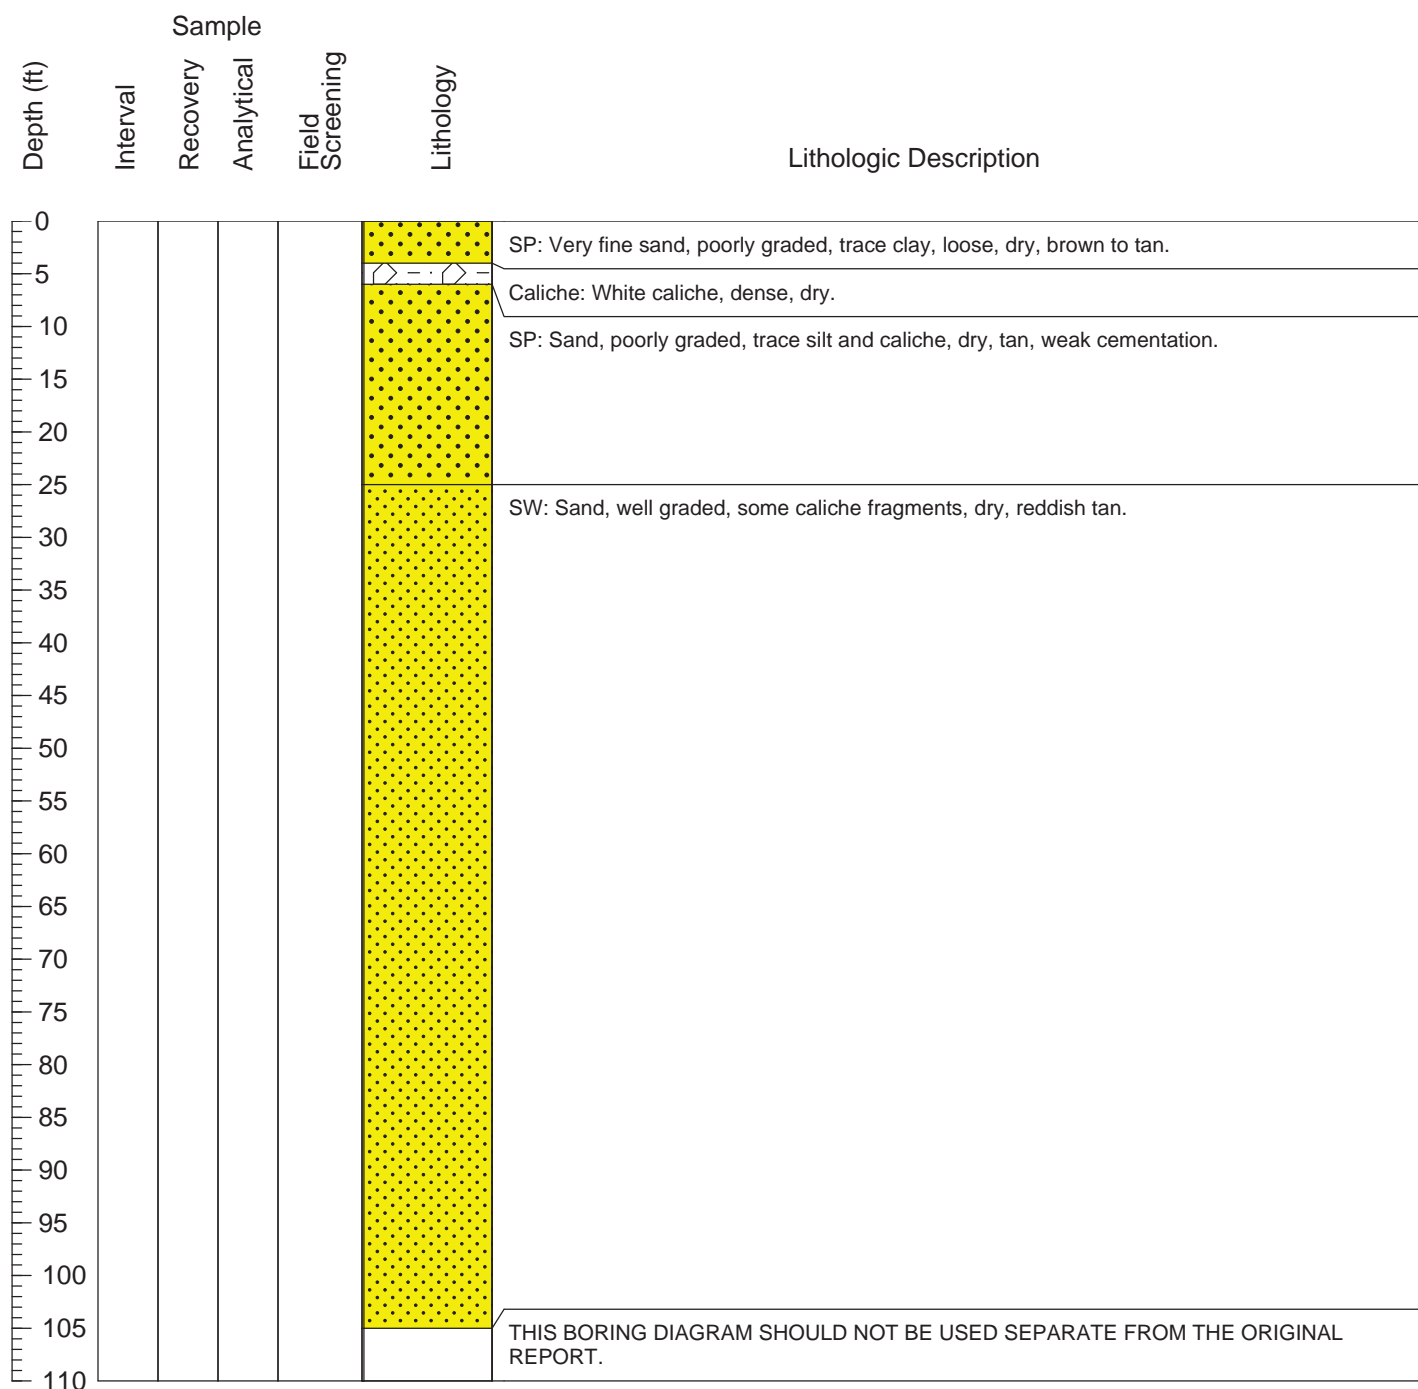 Sample
Depth (ft)
Interval
Recovery
Analytical
Field
Screening
Lithology
Lithologic Description
0
SP: Very fine sand, poorly graded, trace clay, loose, dry, brown to tan.
5
Caliche: White caliche, dense, dry.
10
SP: Sand, poorly graded, trace silt and caliche, dry, tan, weak cementation.
15
20
25
SW: Sand, well graded, some caliche fragments, dry, reddish tan.
30
35
40
45
50
55
60
65
70
75
80
85
90
95
100
105
THIS BORING DIAGRAM SHOULD NOT BE USED SEPARATE FROM THE ORIGINAL
REPORT.
110